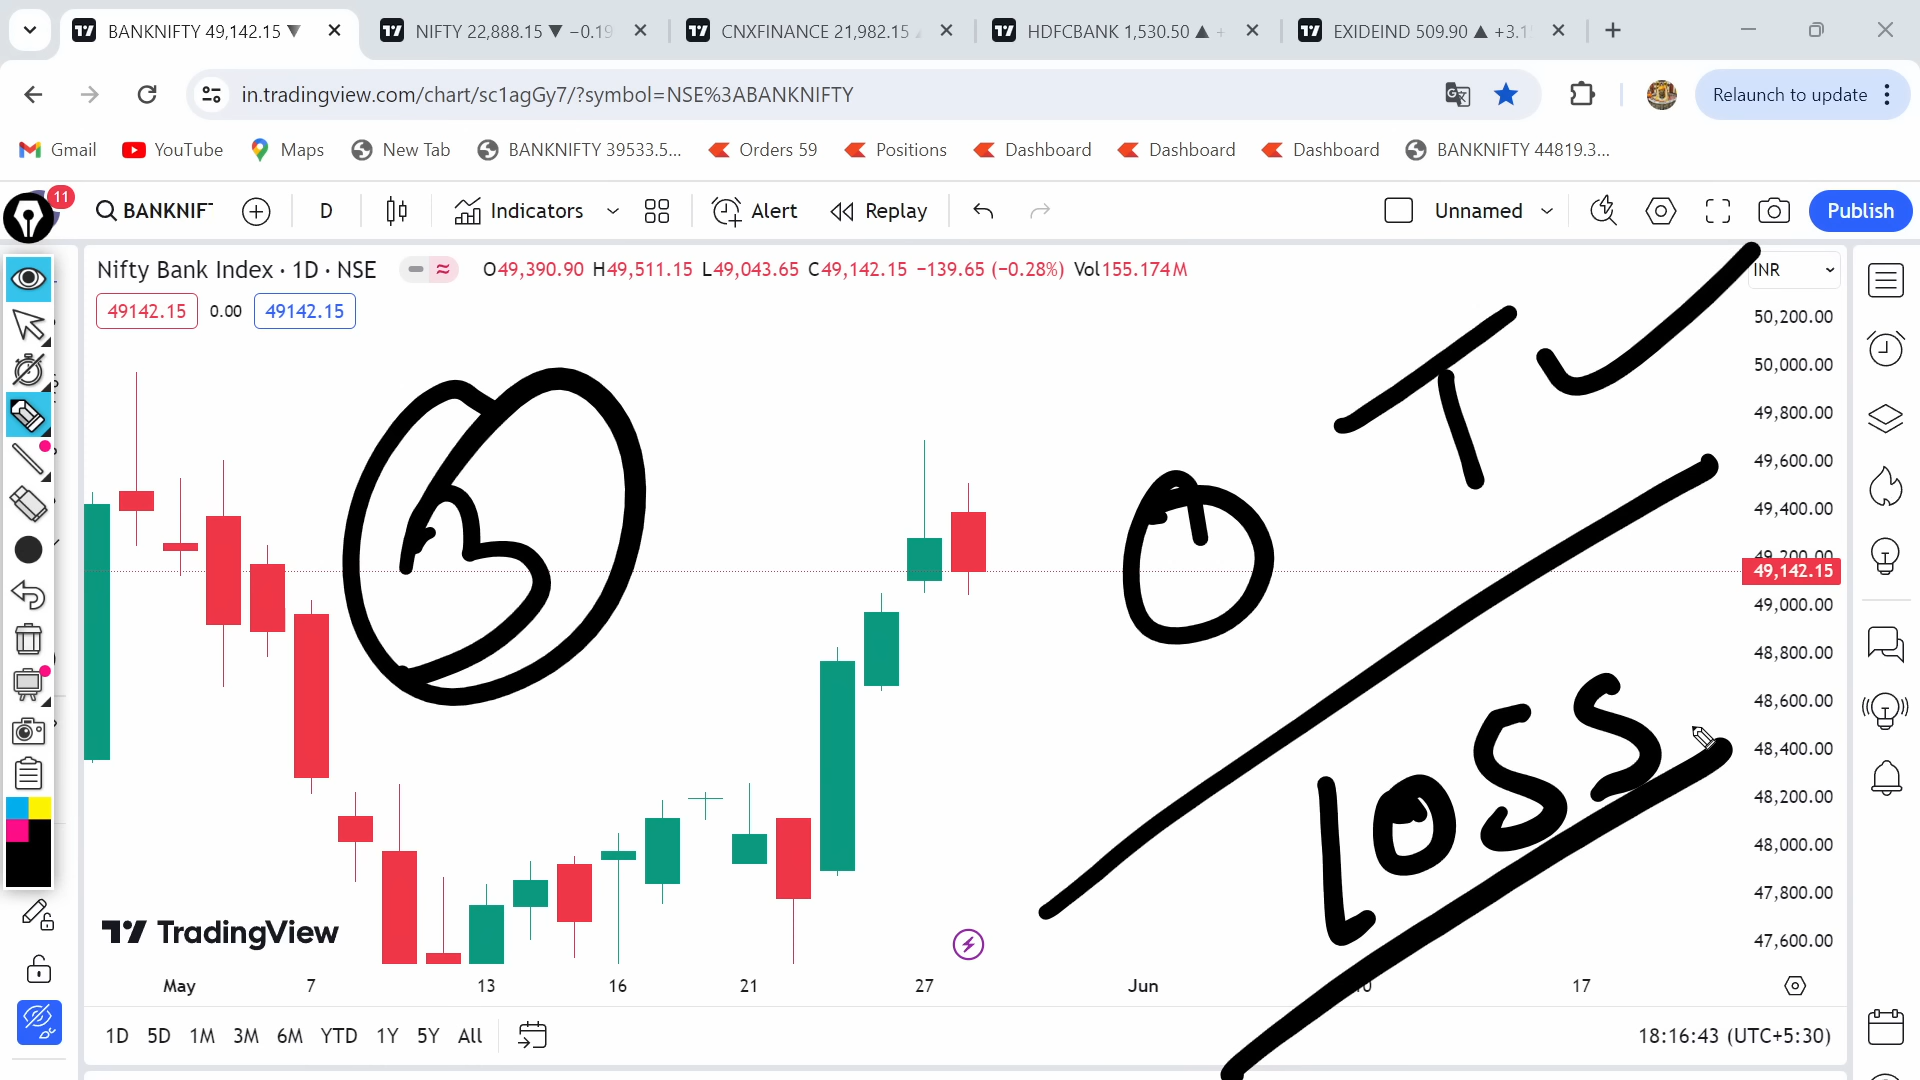 BANKNIFTY 49,142.15 ▼
NIFTY 22,888.15 ▼ −0.19
CNXFINANCE 21,982.15
HDFCBANK 1,530.50 ▲ +
EXIDEIND 509.90 ▲ +3.1
in.tradingview.com/chart/sc1agGy7/?symbol=NSE%3ABANKNIFTY
Relaunch to update
Gmail
YouTube
Maps
New Tab
BANKNIFTY 39533.5...
Orders 59
Positions
Dashboard
Dashboard
Dashboard
BANKNIFTY 44819.3...
11
BANKNIF
D
Indicators
Alert
Replay
Unnamed
Publish
Nifty Bank Index · 1D · NSE
O49,390.90 H49,511.15 L49,043.65 C49,142.15 −139.65 (−0.28%) Vol155.174M
INR
49142.15
0.00
49142.15
50,200.00
50,000.00
49,800.00
49,600.00
49,400.00
49,200.00
49,142.15
49,000.00
48,800.00
48,600.00
48,400.00
48,200.00
48,000.00
47,800.00
47,600.00
3
LOSS
TradingView
May
7
13
16
21
27
Jun
17
1D
5D
1M
3M
6M
YTD
1Y
5Y
All
18:16:43 (UTC+5:30)